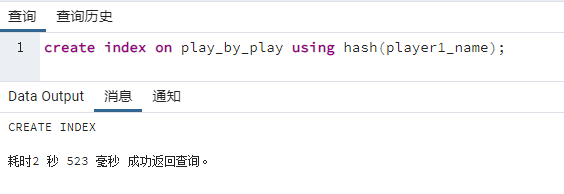 查询 查询历史
1 create index on play_by_play using hash(player1_name);
Data Output 消息 通知
CREATE INDEX
耗时2 秒 523 毫秒 成功返回查询。